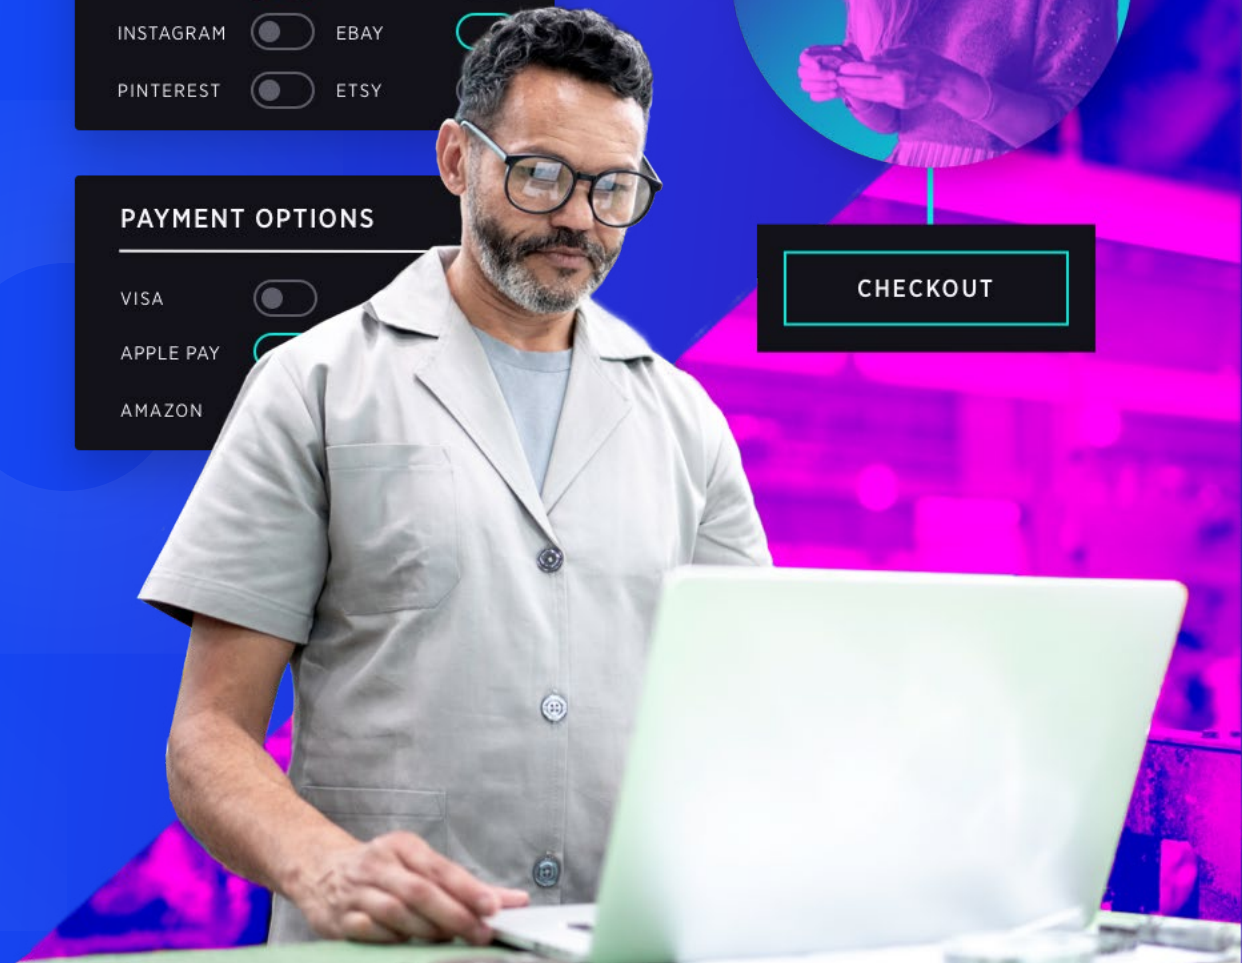 INSTAGRAM EBAY
PINTEREST ETSY
PAYMENT OPTIONS
VISA
APPLE PAY
AMAZON
CHECKOUT